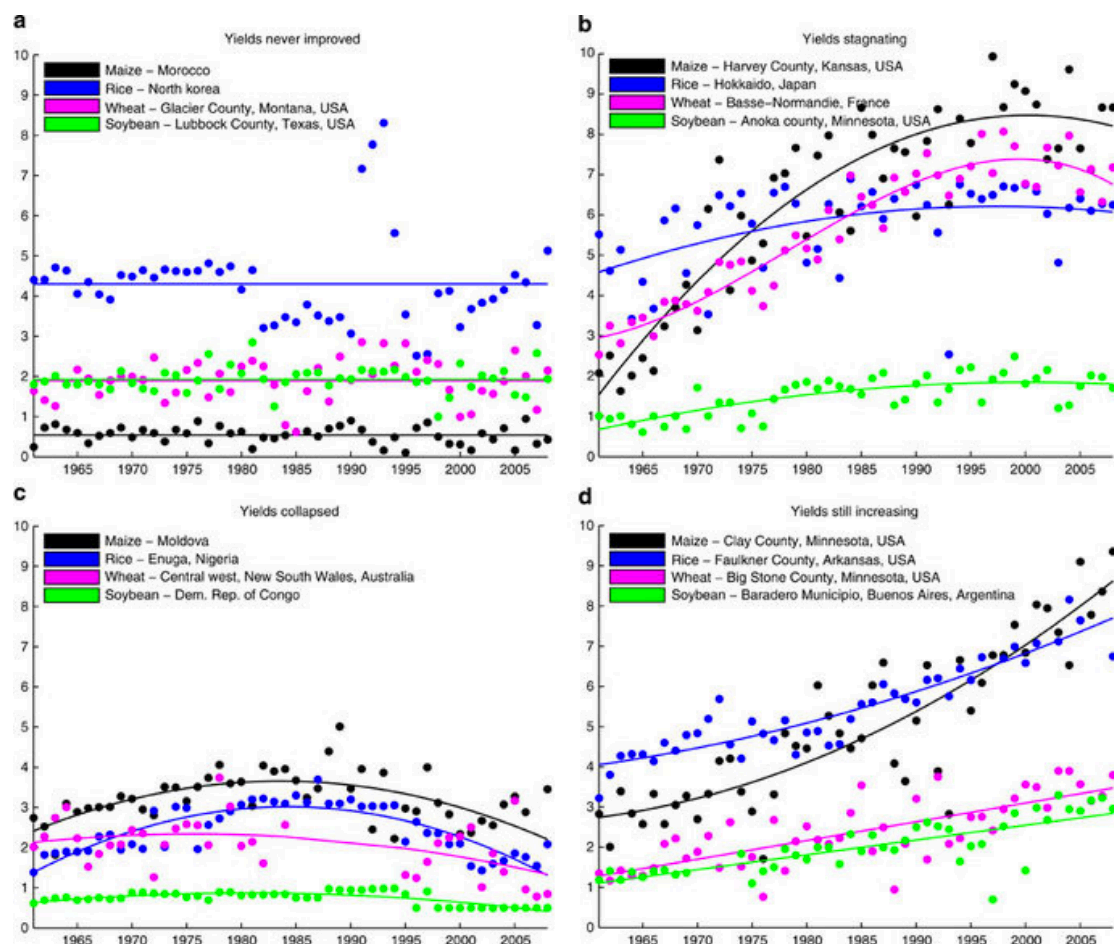 a
Yields never improved
10
9
8
7
6
5
4
3
2
1
0
Maize – Morocco
Rice – North korea
Wheat – Glacier County, Montana, USA
Soybean – Lubbock County, Texas, USA
1965 1970 1975 1980 1985 1990 1995 2000 2005
b
Yields stagnating
10
9
8
7
6
5
4
3
2
1
0
Maize – Harvey County, Kansas, USA
Rice – Hokkaido, Japan
Wheat – Basse–Normandie, France
Soybean – Anoka county, Minnesota, USA
1965 1970 1975 1980 1985 1990 1995 2000 2005
c
Yields collapsed
10
9
8
7
6
5
4
3
2
1
0
Maize – Moldova
Rice – Enuga, Nigeria
Wheat – Central west, New South Wales, Australia
Soybean – Dem. Rep. of Congo
1965 1970 1975 1980 1985 1990 1995 2000 2005
d
Yields still increasing
10
9
8
7
6
5
4
3
2
1
0
Maize – Clay County, Minnesota, USA
Rice – Faulkner County, Arkansas, USA
Wheat – Big Stone County, Minnesota, USA
Soybean – Baradero Municipio, Buenos Aires, Argentina
1965 1970 1975 1980 1985 1990 1995 2000 2005